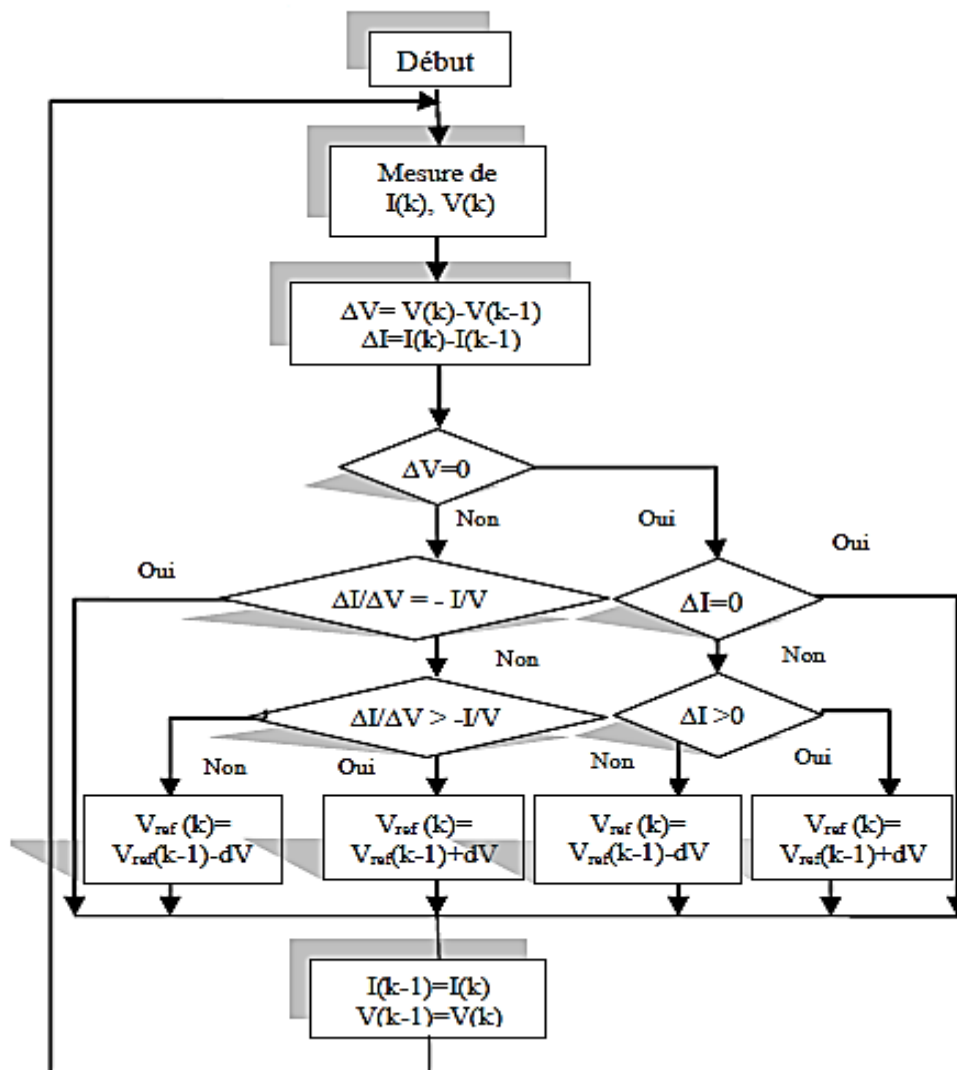 Début
Mesure de
I(k), V(k)
ΔV= V(k)-V(k-1)
ΔI=I(k)-I(k-1)
ΔV=0
Non
Oui
Oui
Oui
ΔI/ΔV = - I/V
ΔI=0
Non
Non
ΔI/ΔV > -I/V
ΔI >0
Non
Oui
Non
Oui
Vref (k)=
Vref(k-1)-dV
Vref (k)=
Vref(k-1)+dV
Vref (k)=
Vref(k-1)-dV
Vref (k)=
Vref(k-1)+dV
I(k-1)=I(k)
V(k-1)=V(k)